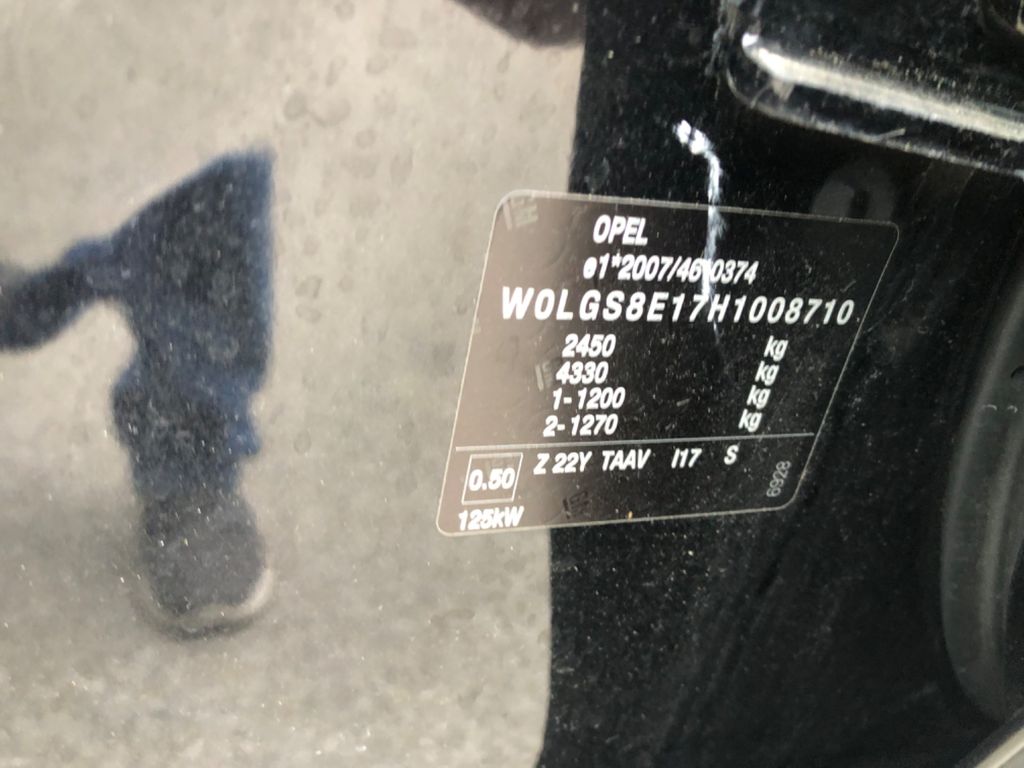 OPEL
e1*2007/46*0374
W0LGS8E17H1008710
2450 kg
4330 kg
1-1200 kg
2-1270 kg
0.50 Z 22Y TAAV I17 S
6928
125kW